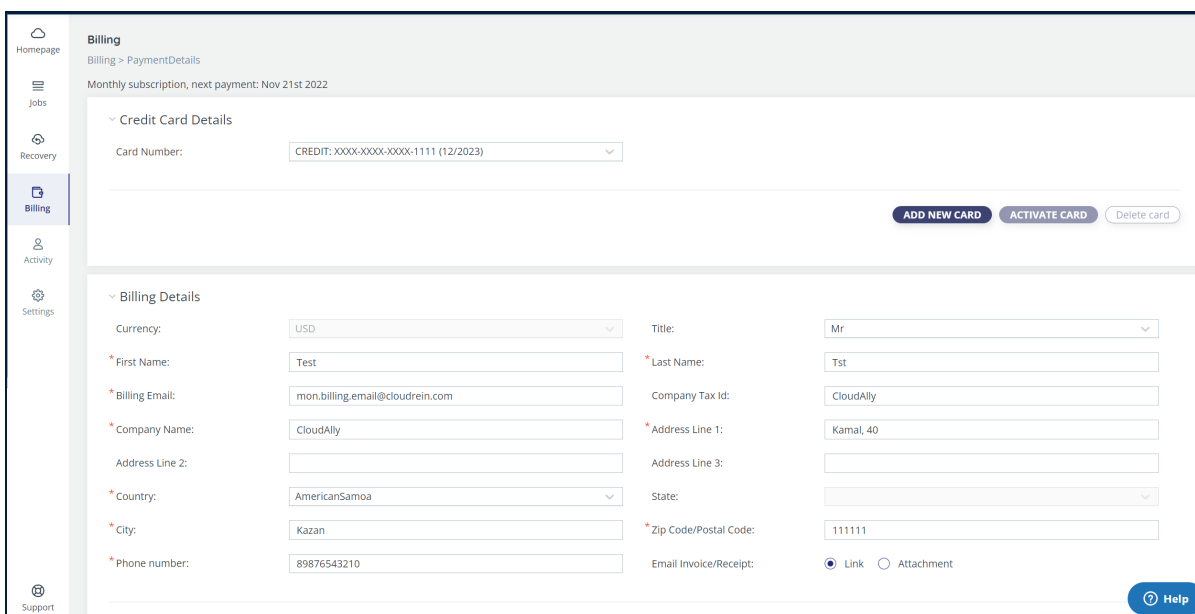 Homepage
Jobs
Recovery
Billing
Activity
Settings
Support
Billing
Billing > PaymentDetails
Monthly subscription, next payment: Nov 21st 2022
Credit Card Details
Card Number: CREDIT: XXXX-XXXX-XXXX-1111 (12/2023)
ADD NEW CARD ACTIVATE CARD Delete card
Billing Details
Currency: USD Title: Mr
* First Name: Test * Last Name: Tst
* Billing Email: mon.billing.email@cloudrein.com Company Tax Id: CloudAlly
* Company Name: CloudAlly * Address Line 1: Kamal, 40
Address Line 2: Address Line 3:
* Country: AmericanSamoa State:
* City: Kazan * Zip Code/Postal Code: 111111
* Phone number: 89876543210 Email Invoice/Receipt: Link Attachment
Help